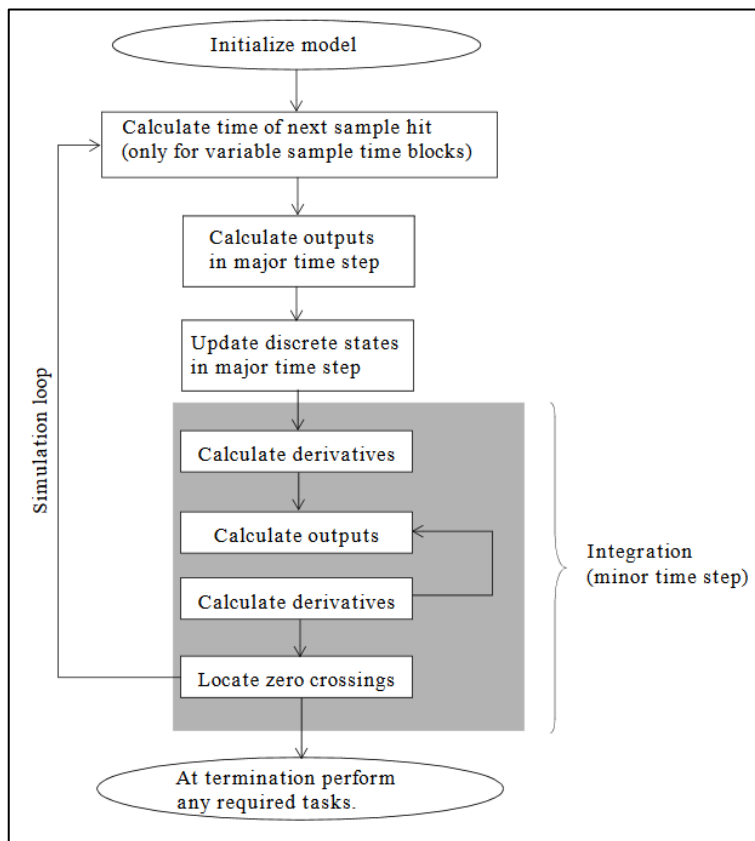 Initialize model
Calculate time of next sample hit
(only for variable sample time blocks)
Calculate outputs
in major time step
Update discrete states
in major time step
Simulation loop
Calculate derivatives
Calculate outputs
Calculate derivatives
Locate zero crossings
Integration
(minor time step)
At termination perform
any required tasks.